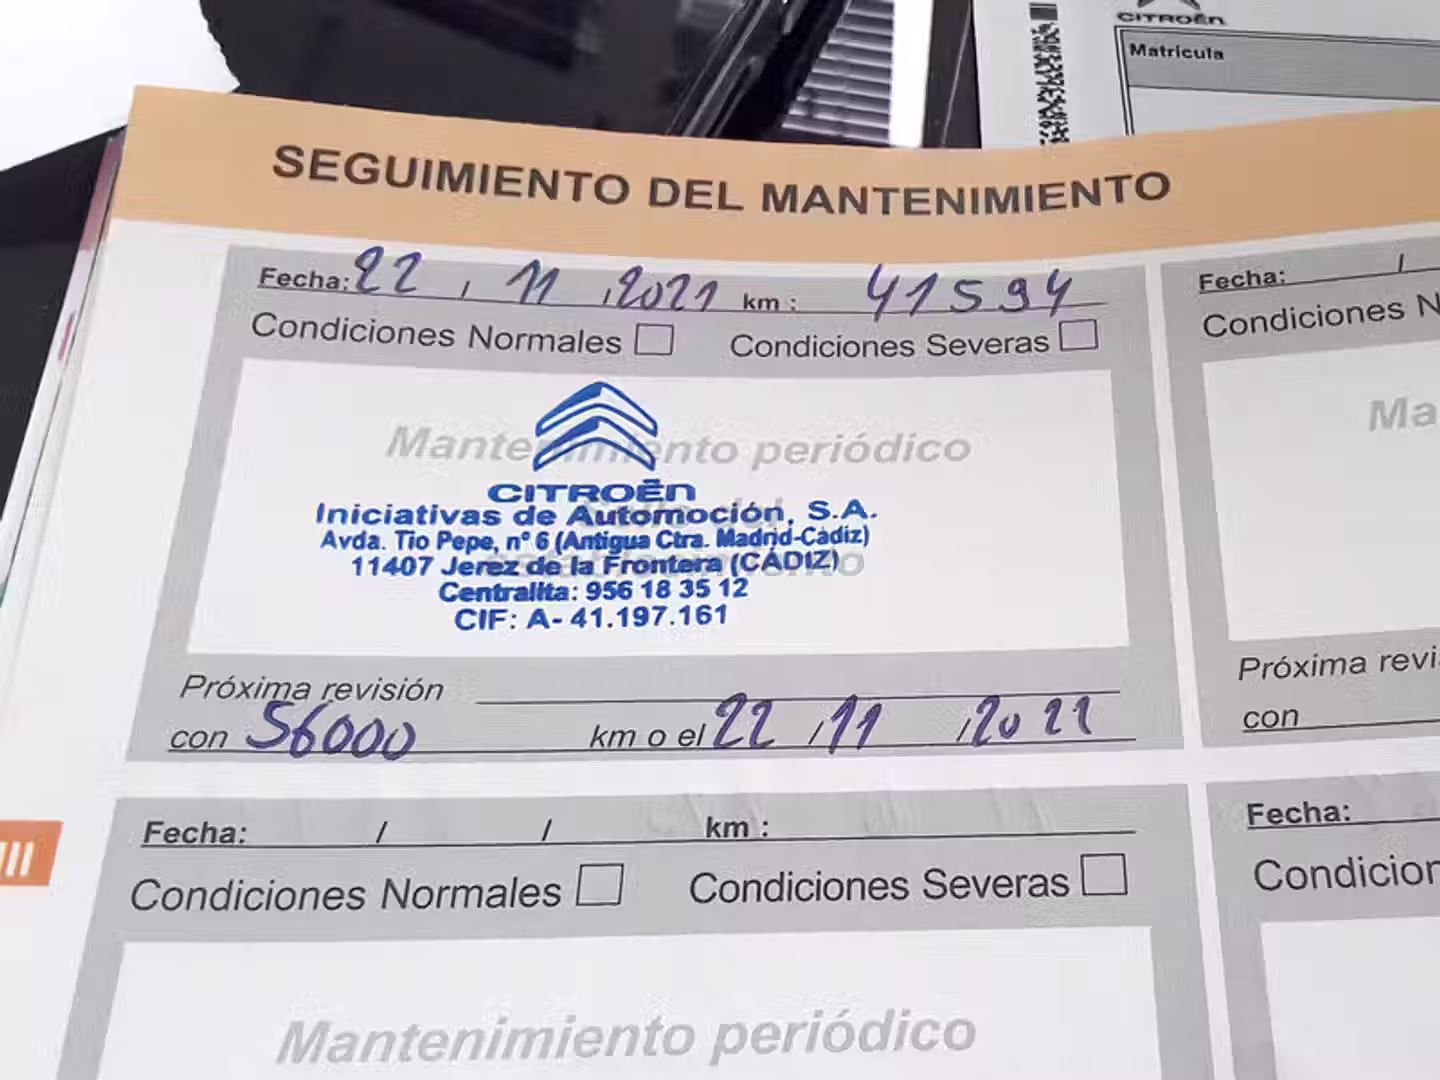 CITROËN
Matrícula
SEGUIMIENTO DEL MANTENIMIENTO
Fecha: 22 / 11 / 2021 km : 41594
Condiciones Normales Condiciones Severas
Mantenimiento periódico
CITROËN
Iniciativas de Automoción, S.A.
Avda. Tio Pepe, nº 6 (Antigua Ctra. Madrid-Cádiz)
11407 Jerez de la Frontera (CÁDIZ)
Centralita: 956 18 35 12
CIF: A- 41.197.161
Próxima revisión
con 56000 km o el 22 / 11 / 2022
Fecha: / / km :
Condiciones Normales Condiciones Severas
Mantenimiento periódico
Fecha: /
Condiciones N
Ma
Próxima revi
con
Fecha:
Condicion